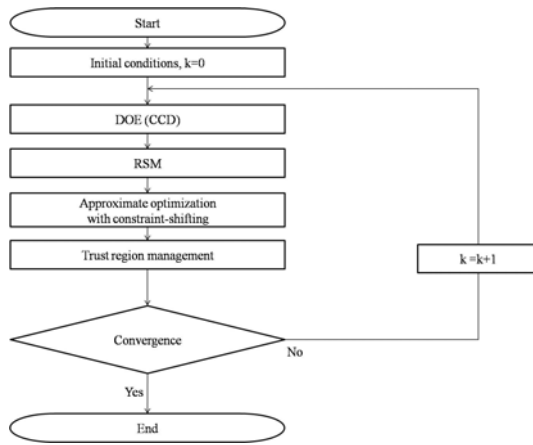 Start
Initial conditions, k=0
DOE (CCD)
RSM
Approximate optimization
with constraint-shifting
Trust region management
k =k+1
Convergence
No
Yes
End